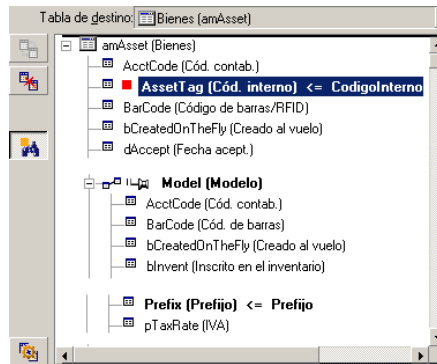 Tabla de destino: Bienes (amAsset)
amAsset (Bienes)
AcctCode (Cód. contab.)
AssetTag (Cód. interno) <= CodigoInterno
BarCode (Código de barras/RFID)
bCreatedOnTheFly (Creado al vuelo)
dAccept (Fecha acept.)
Model (Modelo)
AcctCode (Cód. contab.)
BarCode (Cód. de barras)
bCreatedOnTheFly (Creado al vuelo)
bInvent (Inscrito en el inventario)
Prefix (Prefijo) <= Prefijo
pTaxRate (IVA)